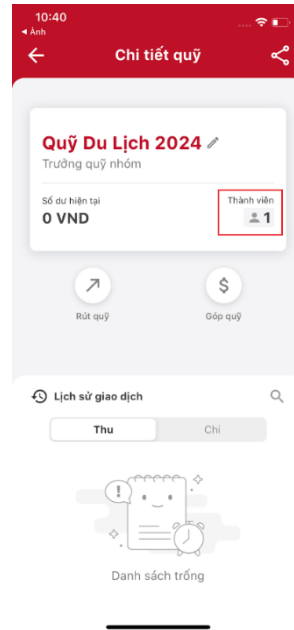 10:40
◀ Ảnh
Chi tiết quỹ
Quỹ Du Lịch 2024
Trưởng quỹ nhóm
Số dư hiện tại
Thành viên
0 VND
1
Rút quỹ
Góp quỹ
Lịch sử giao dịch
Thu
Chi
Danh sách trống